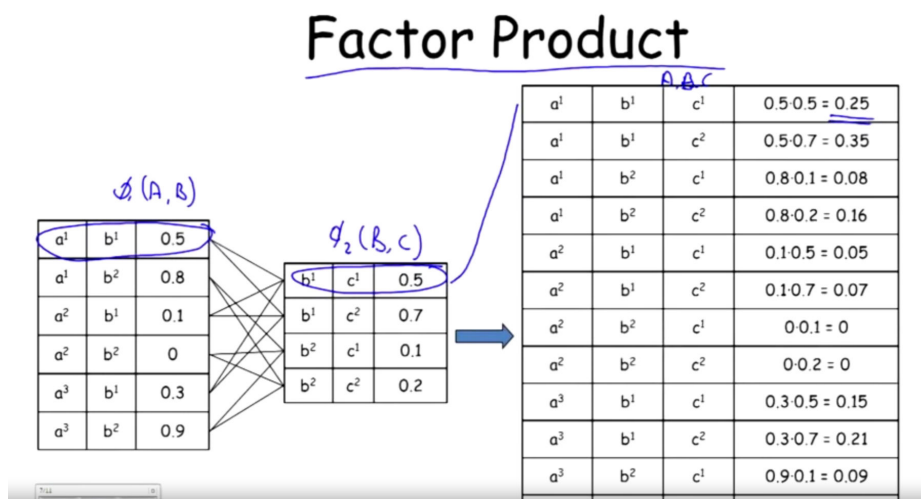 Factor Product
A,B,C
a¹ b¹ c¹ 0.5·0.5 = 0.25
a¹ b¹ c² 0.5·0.7 = 0.35
a¹ b² c¹ 0.8·0.1 = 0.08
a¹ b² c² 0.8·0.2 = 0.16
a² b¹ c¹ 0.1·0.5 = 0.05
a² b¹ c² 0.1·0.7 = 0.07
a² b² c¹ 0·0.1 = 0
a² b² c² 0·0.2 = 0
a³ b¹ c¹ 0.3·0.5 = 0.15
a³ b¹ c² 0.3·0.7 = 0.21
a³ b² c¹ 0.9·0.1 = 0.09
ϕ₁(A,B)
a¹ b¹ 0.5
a¹ b² 0.8
a² b¹ 0.1
a² b² 0
a³ b¹ 0.3
a³ b² 0.9
ϕ₂(B,C)
b¹ c¹ 0.5
b¹ c² 0.7
b² c¹ 0.1
b² c² 0.2